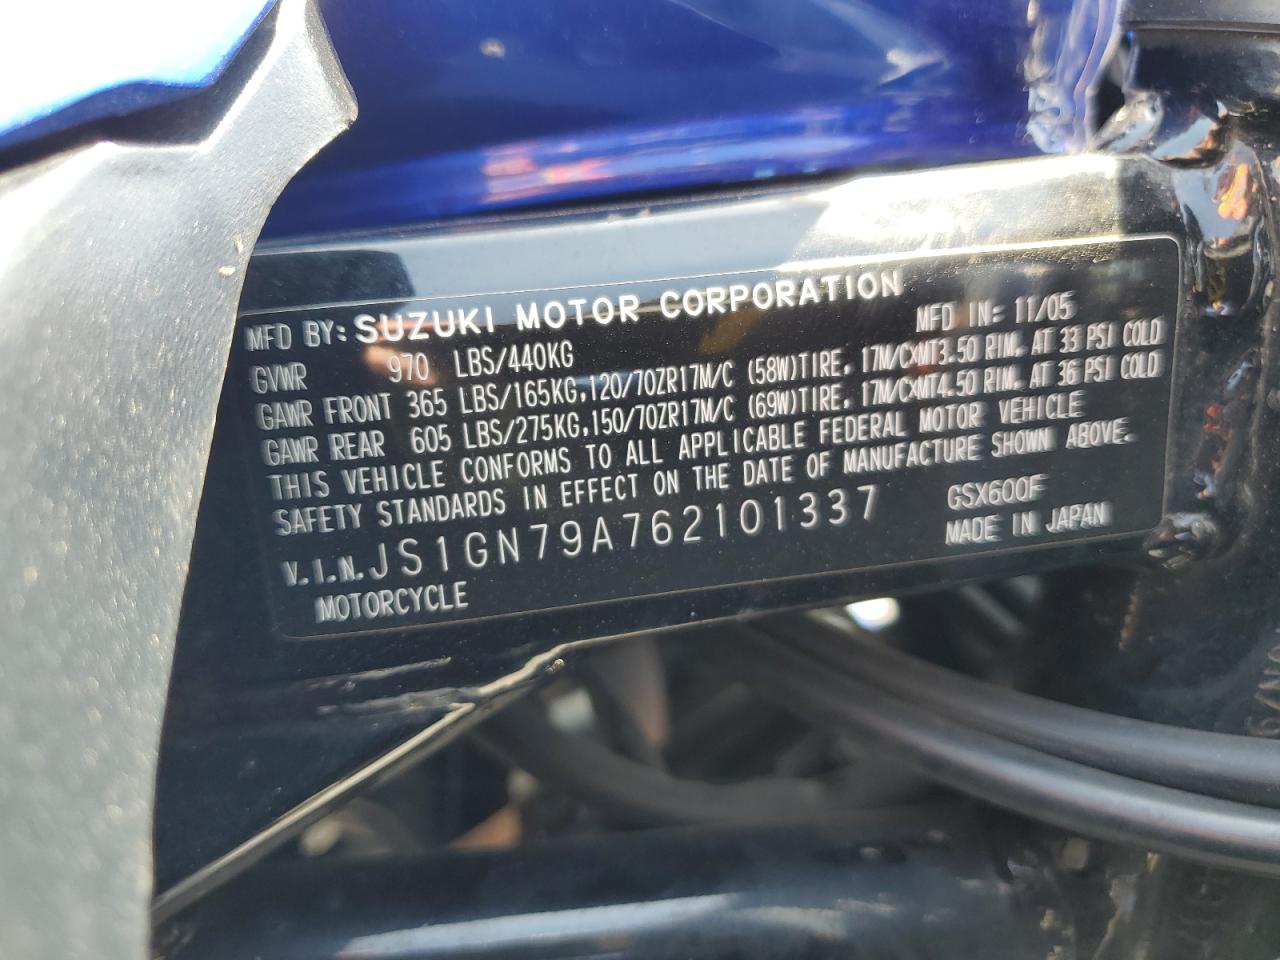 MFD BY: SUZUKI MOTOR CORPORATION
MFD IN: 11/05
GVWR 970 LBS/440KG
GAWR FRONT 365 LBS/165KG,120/70ZR17M/C (58W)TIRE, 17M/CXMT3.50 RIM, AT 33 PSI COLD
GAWR REAR 605 LBS/275KG,150/70ZR17M/C (69W)TIRE, 17M/CXMT4.50 RIM, AT 36 PSI COLD
THIS VEHICLE CONFORMS TO ALL APPLICABLE FEDERAL MOTOR VEHICLE
SAFETY STANDARDS IN EFFECT ON THE DATE OF MANUFACTURE SHOWN ABOVE.
V.I.N. JS1GN79A762101337 GSX600F
MOTORCYCLE MADE IN JAPAN